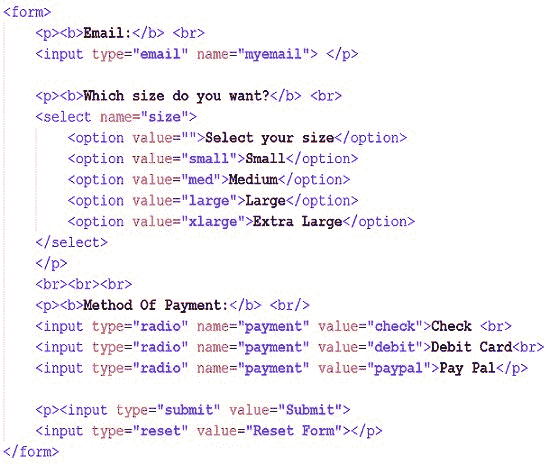 <form>
<p><b>Email:</b> <br>
<input type="email" name="myemail"> </p>
<p><b>Which size do you want?</b> <br>
<select name="size">
<option value="">Select your size</option>
<option value="small">Small</option>
<option value="med">Medium</option>
<option value="large">Large</option>
<option value="xlarge">Extra Large</option>
</select>
</p>
<br><br><br>
<p><b>Method Of Payment:</b> <br/>
<input type="radio" name="payment" value="check">Check <br>
<input type="radio" name="payment" value="debit">Debit Card<br>
<input type="radio" name="payment" value="paypal">Pay Pal</p>
<p><input type="submit" value="Submit">
<input type="reset" value="Reset Form"></p>
</form>